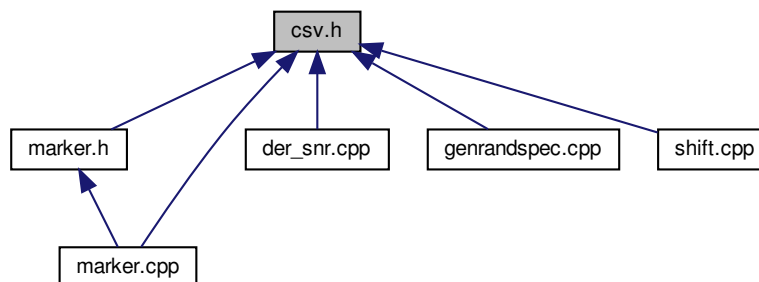 csv.h
marker.h
der_snr.cpp
genrandspec.cpp
shift.cpp
marker.cpp